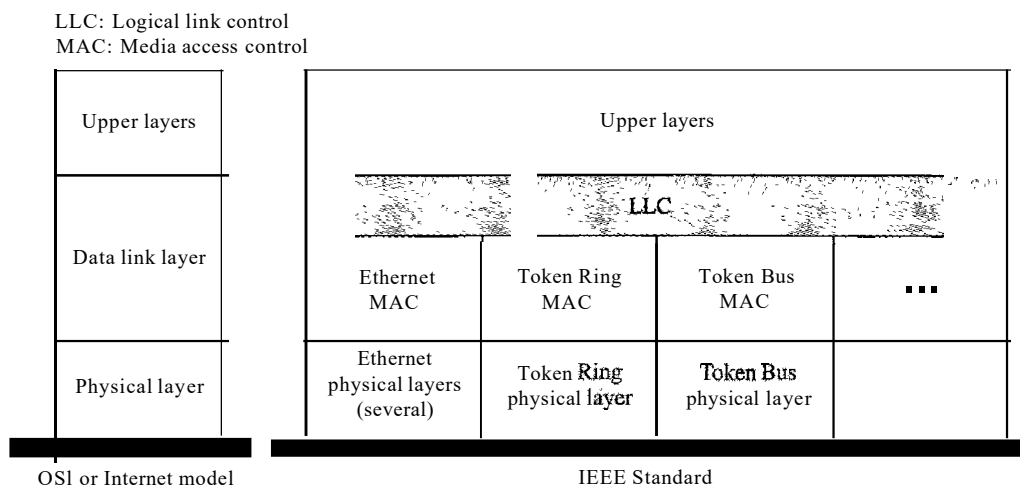 LLC: Logical link control
MAC: Media access control
Upper layers
Data link layer
Physical layer
OSl or Internet model
Upper layers
LLC
Ethernet
MAC
Token Ring
MAC
Token Bus
MAC
...
Ethernet
physical layers
(several)
Token Ring
physical layer
Token Bus
physical layer
IEEE Standard